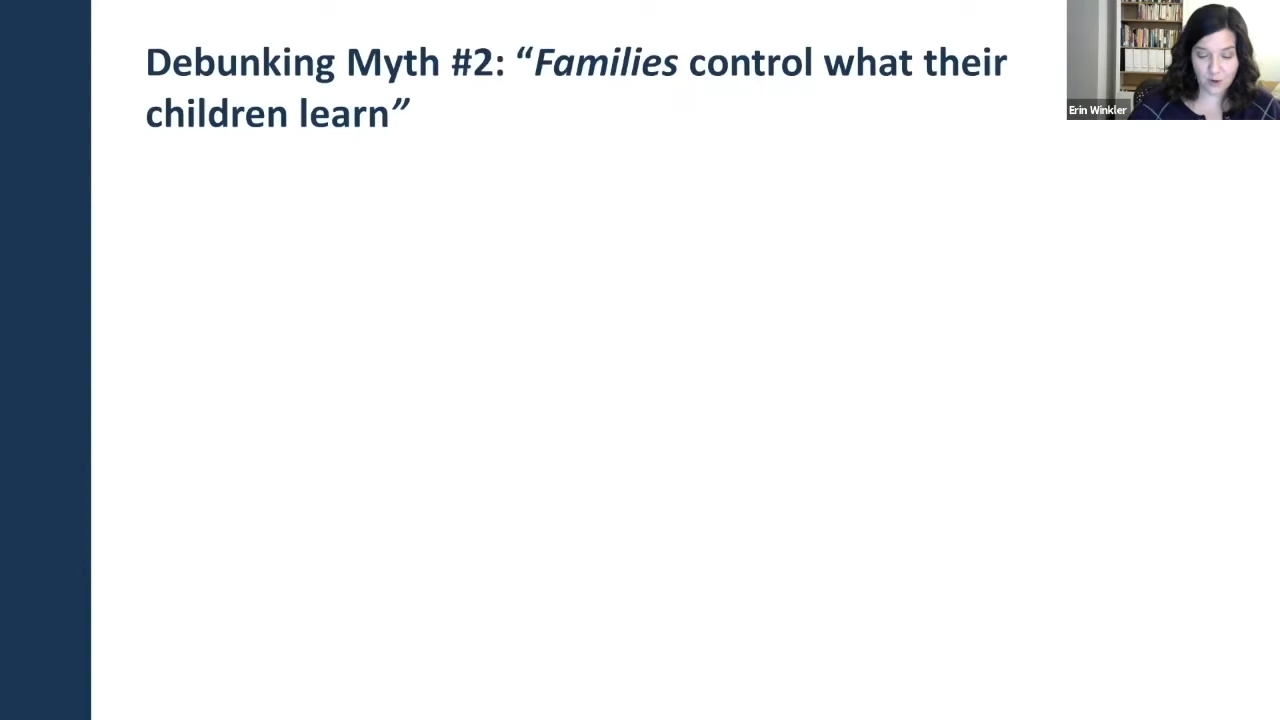 Debunking Myth #2: “Families control what their
children learn”
Erin Winkler